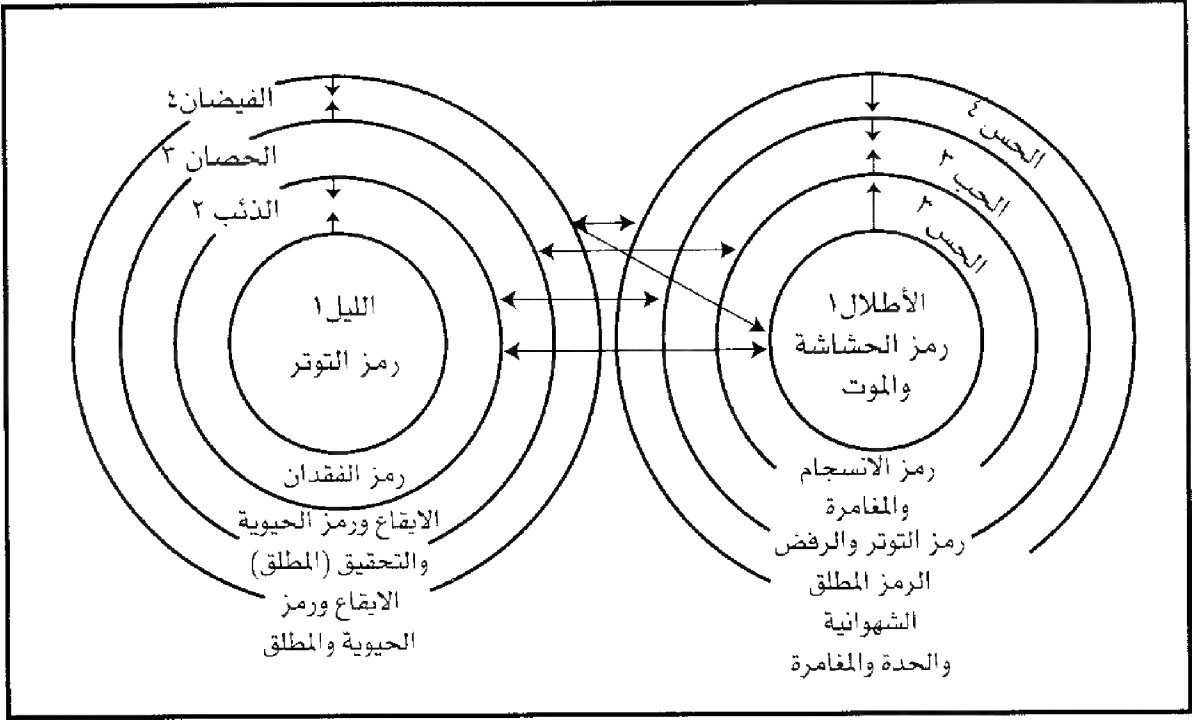 الحس ٤
الحب ٣
الحس ٢
الأطلال١
رمز الحشاشة
والموت
رمز الانسجام
والمغامرة
رمز التوتر والرفض
الرمز المطلق
الشهوانية
والحدة والمغامرة
الفيضان٤
الحصان ٣
الذئب ٢
الليل١
رمز التوتر
رمز الفقدان
الايقاع ورمز الحيوية
والتحقيق (المطلق)
الايقاع ورمز
الحيوية والمطلق